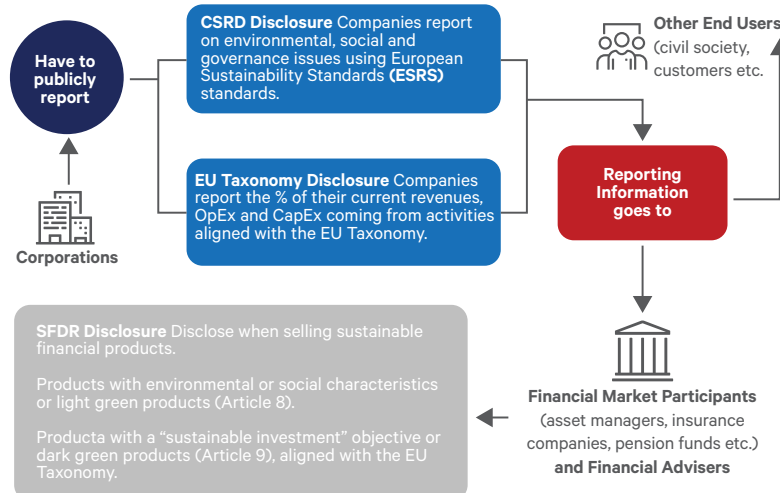 Have to
publicly
report
Corporations
CSRD Disclosure Companies report
on environmental, social and
governance issues using European
Sustainability Standards (ESRS)
standards.
EU Taxonomy Disclosure Companies
report the % of their current revenues,
OpEx and CapEx coming from activities
aligned with the EU Taxonomy.
Other End Users
(civil society,
customers etc.
Reporting
Information
goes to
Financial Market Participants
(asset managers, insurance
companies, pension funds etc.)
and Financial Advisers
SFDR Disclosure Disclose when selling sustainable
financial products.
Products with environmental or social characteristics
or light green products (Article 8).
Producta with a “sustainable investment” objective or
dark green products (Article 9), aligned with the EU
Taxonomy.